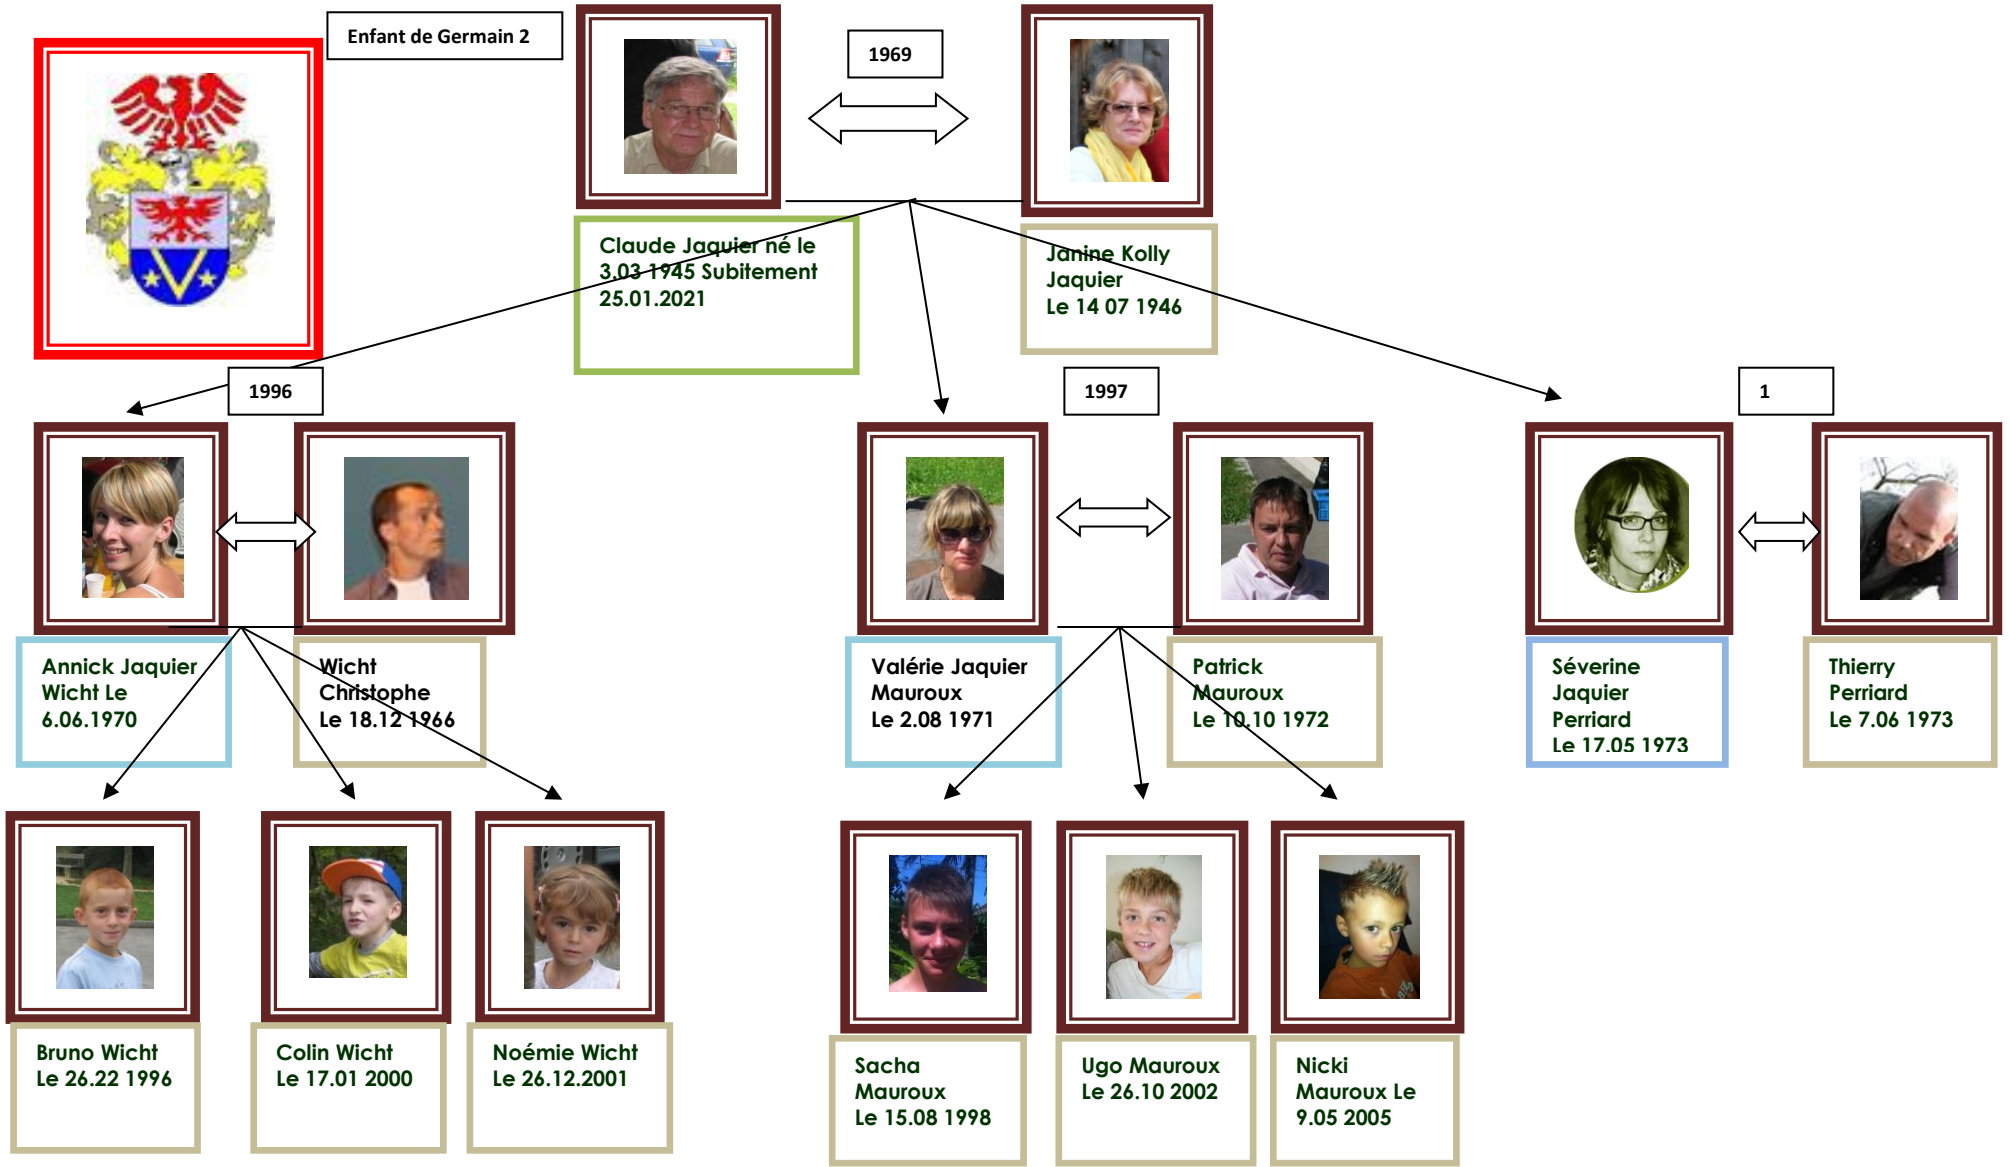 Enfant de Germain 2
1969
Claude Jaquier né le
3.03 1945 Subitement
25.01.2021
Janine Kolly
Jaquier
Le 14 07 1946
1996
1997
1
Annick Jaquier
Wicht Le
6.06.1970
Wicht
Christophe
Le 18.12 1966
Valérie Jaquier
Mauroux
Le 2.08 1971
Patrick
Mauroux
Le 10.10 1972
Séverine
Jaquier
Perriard
Le 17.05 1973
Thierry
Perriard
Le 7.06 1973
Bruno Wicht
Le 26.22 1996
Colin Wicht
Le 17.01 2000
Noémie Wicht
Le 26.12.2001
Sacha
Mauroux
Le 15.08 1998
Ugo Mauroux
Le 26.10 2002
Nicki
Mauroux Le
9.05 2005